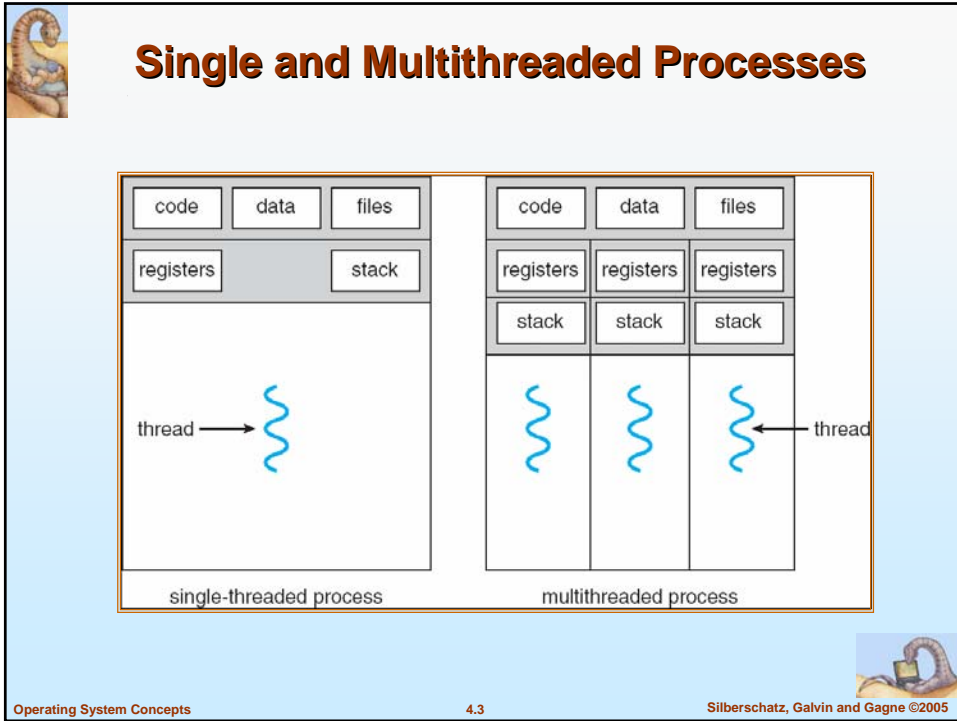 Single and Multithreaded Processes
code data files
registers stack
thread
single-threaded process
code data files
registers registers registers
stack stack stack
thread
multithreaded process
Operating System Concepts 4.3 Silberschatz, Galvin and Gagne ©2005